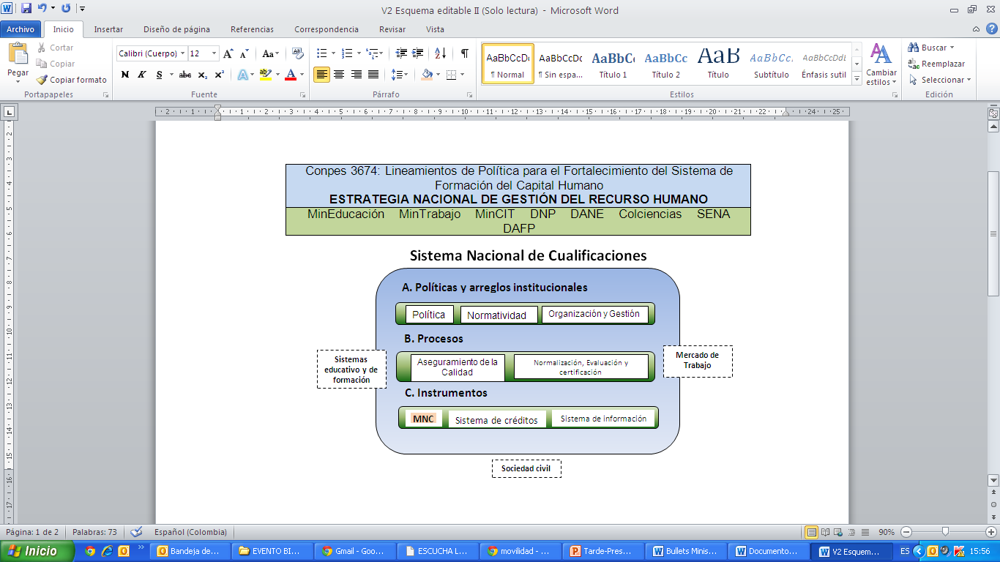 V2 Esquema editable II (Solo lectura) - Microsoft Word
Archivo Inicio Insertar Diseño de página Referencias Correspondencia Revisar Vista
Pegar
Cortar
Copiar
Copiar formato
Portapapeles
Calibri (Cuerpo) 12
N K S abc x₂ x²
Fuente
Párrafo
AaBbCcDc AaBbCcDc AaBbC AaBbCc AaB AaBbCc. AaBbCcDdE
¶ Normal ¶ Sin espa... Título 1 Título 2 Título Subtítulo Énfasis sutil
Cambiar estilos
Estilos
Buscar
Reemplazar
Seleccionar
Edición
Conpes 3674: Lineamientos de Política para el Fortalecimiento del Sistema de
Formación del Capital Humano
ESTRATEGIA NACIONAL DE GESTIÓN DEL RECURSO HUMANO
MinEducación MinTrabajo MinCIT DNP DANE Colciencias SENA
DAFP
Sistema Nacional de Cualificaciones
A. Políticas y arreglos institucionales
Política Normatividad Organización y Gestión
B. Procesos
Sistemas
educativo y de
formación
Aseguramiento de la
Calidad
Normalización, Evaluación y
certificación
Mercado de
Trabajo
C. Instrumentos
MNC Sistema de créditos Sistema de información
Sociedad civil
Página: 1 de 2 Palabras: 73 Español (Colombia) 90%
Inicio Bandeja de... EVENTO BI... Gmail - Goo... ESCUCHA L... movilidad - ... Tarde-Pres... Bullets Minis... Documento... V2 Esquem... ES 15:56